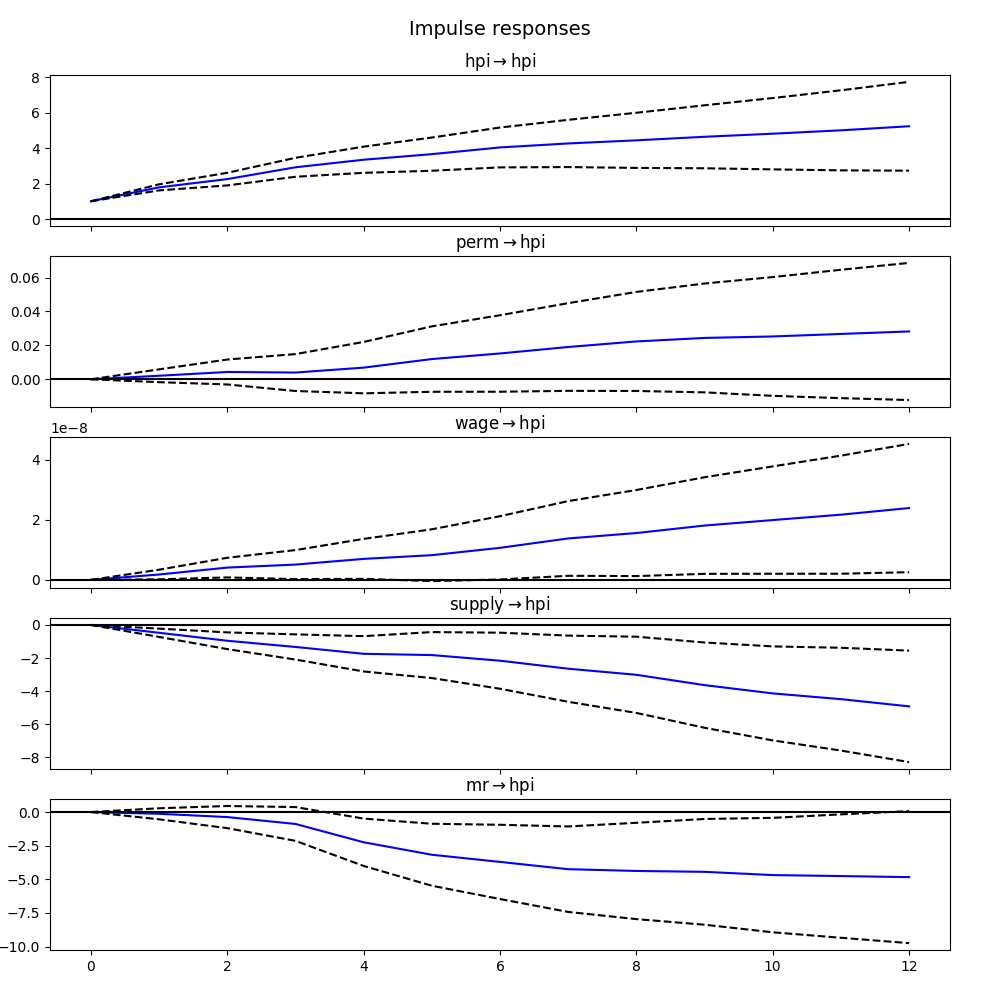 Impulse responses
hpi → hpi
8
6
4
2
0
perm → hpi
0.06
0.04
0.02
0.00
wage → hpi
1e−8
4
2
0
supply → hpi
0
−2
−4
−6
−8
mr → hpi
0.0
−2.5
−5.0
−7.5
−10.0
0 2 4 6 8 10 12